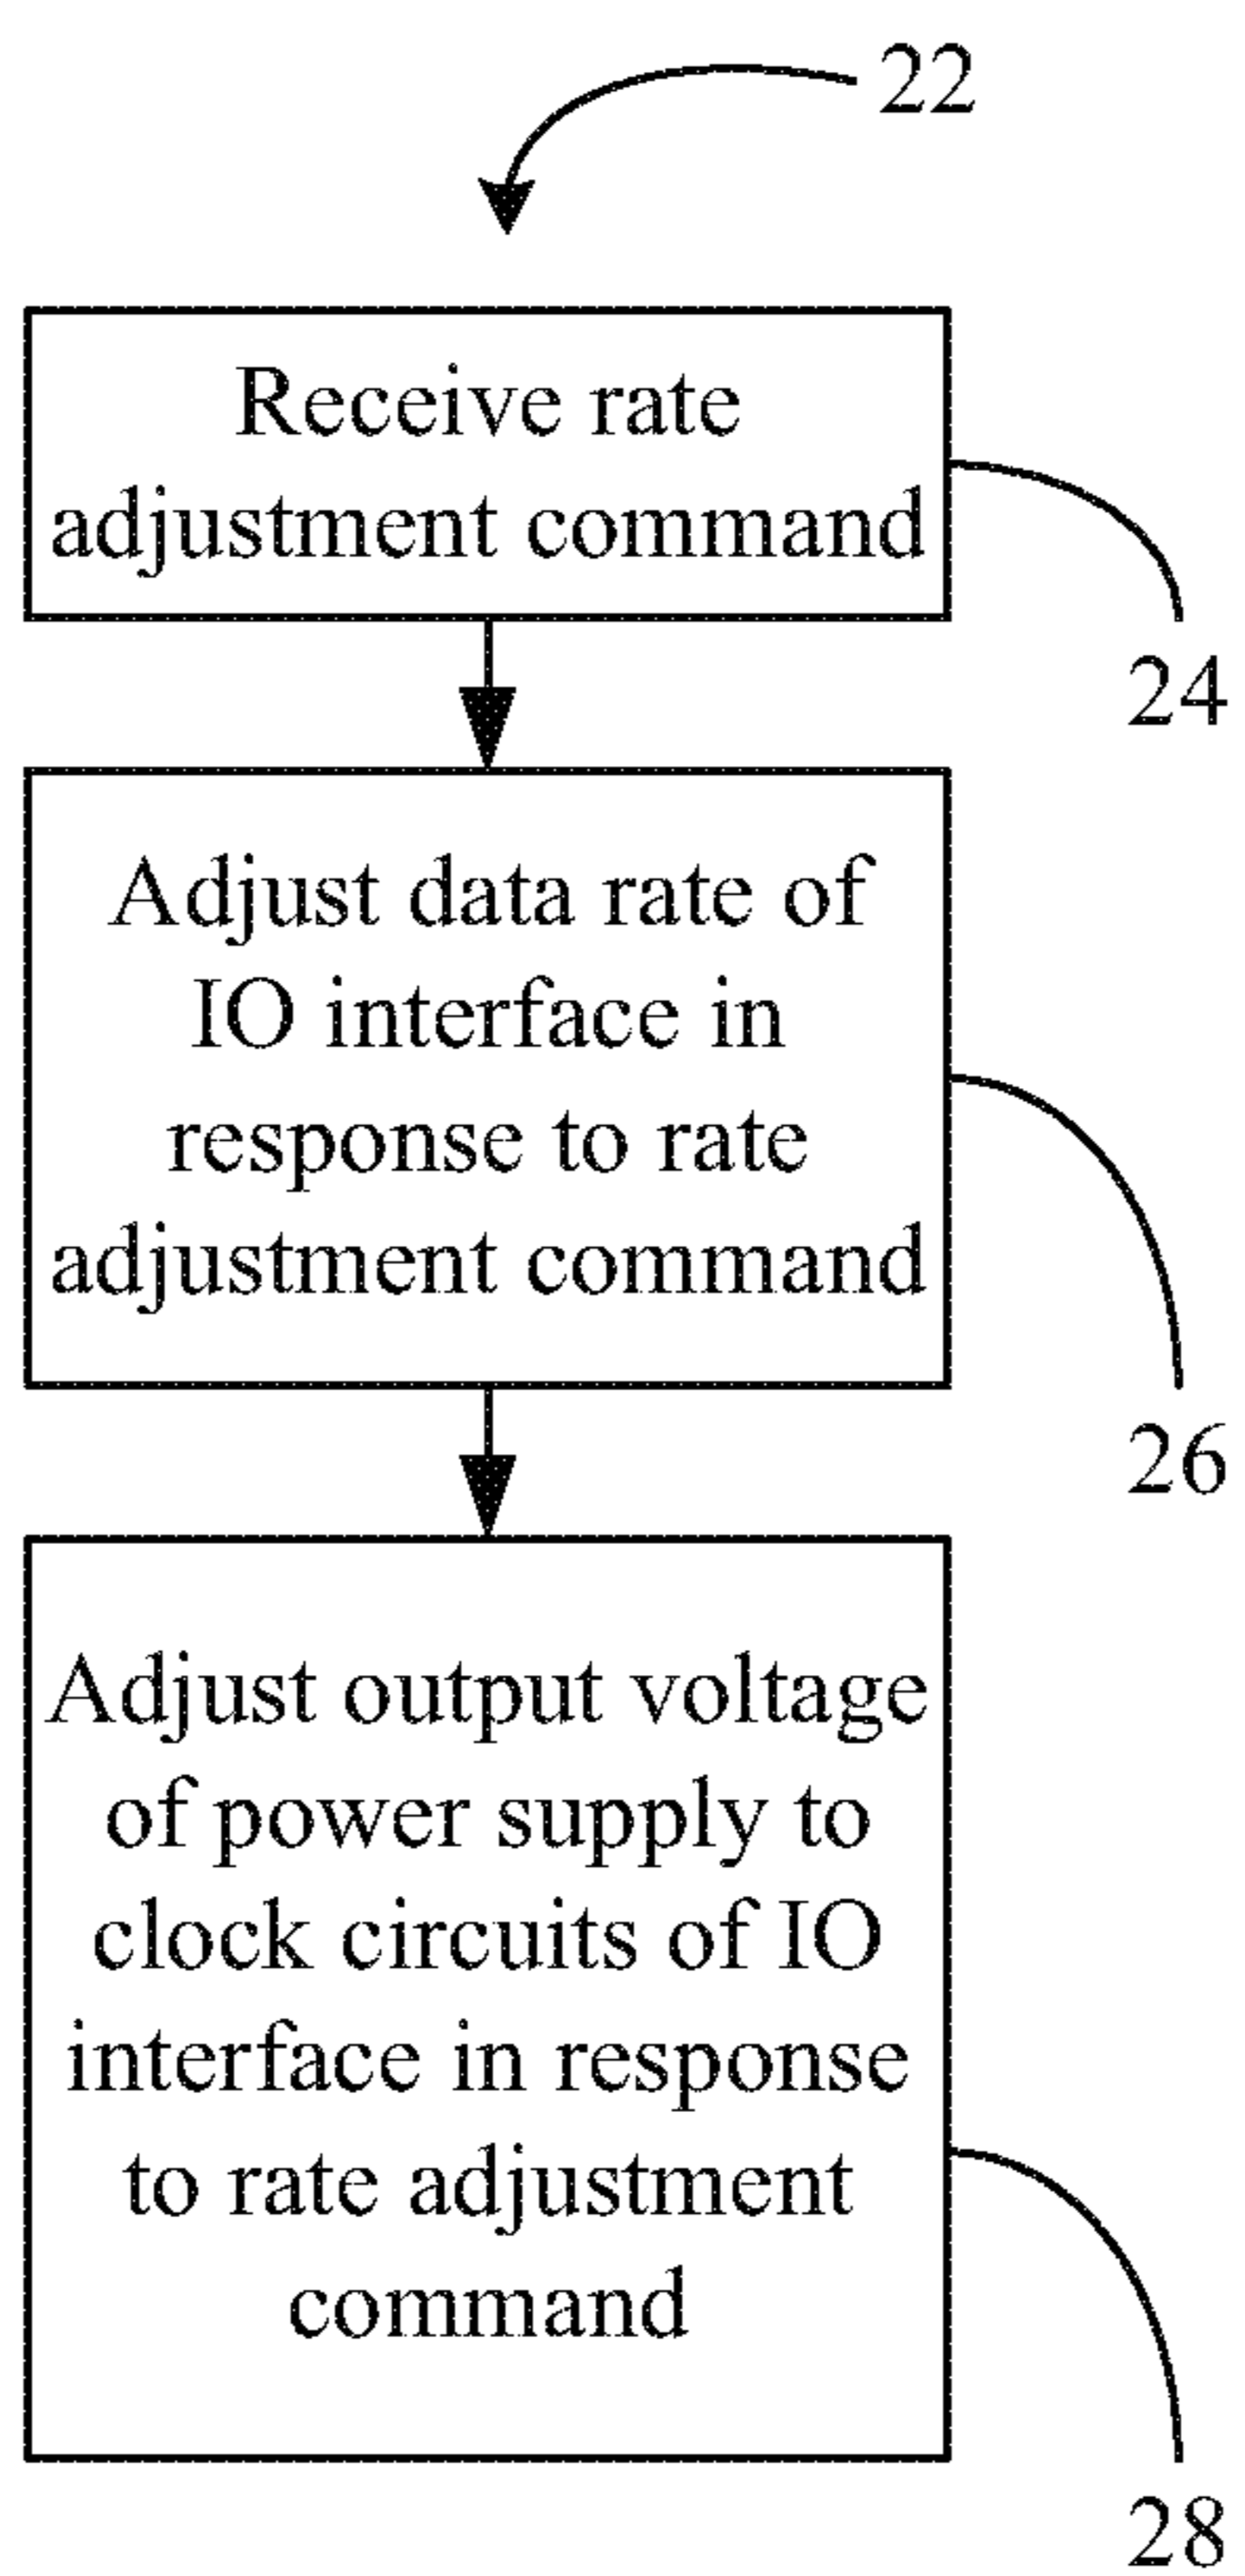 22
Receive rate
adjustment command
24
Adjust data rate of
IO interface in
response to rate
adjustment command
26
Adjust output voltage
of power supply to
clock circuits of IO
interface in response
to rate adjustment
command
28